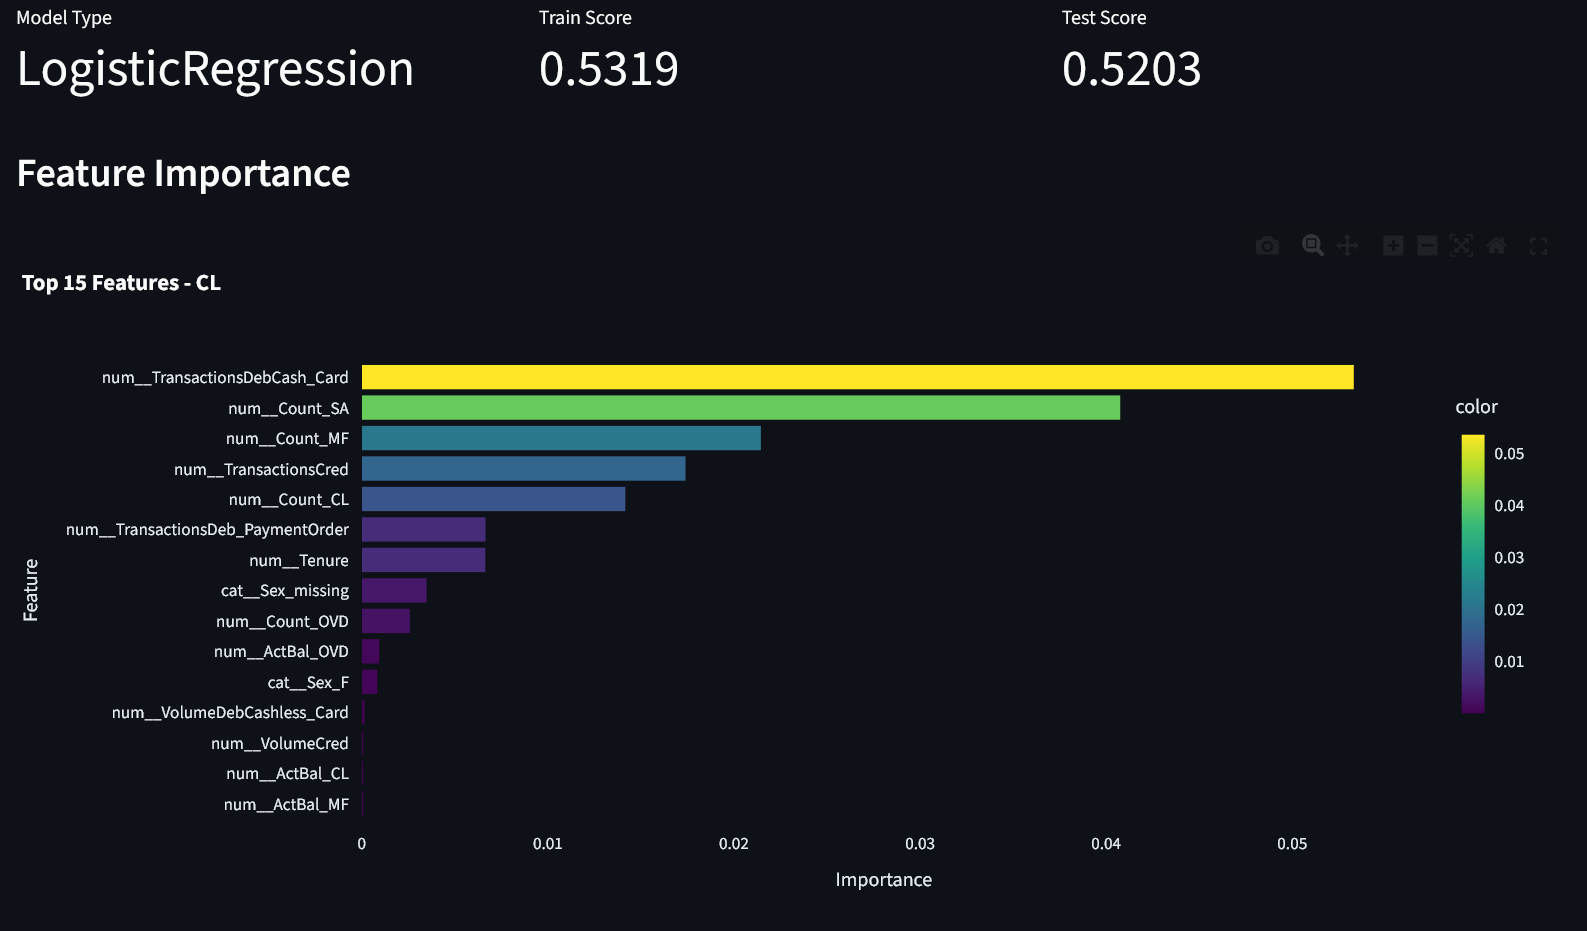 Model Type
Train Score
Test Score
LogisticRegression
0.5319
0.5203
Feature Importance
Top 15 Features - CL
num__TransactionsDebCash_Card
num__Count_SA
num__Count_MF
num__TransactionsCred
num__Count_CL
num__TransactionsDeb_PaymentOrder
num__Tenure
cat__Sex_missing
num__Count_OVD
num__ActBal_OVD
cat__Sex_F
num__VolumeDebCashless_Card
num__VolumeCred
num__ActBal_CL
num__ActBal_MF
Feature
0
0.01
0.02
0.03
0.04
0.05
Importance
color
0.05
0.04
0.03
0.02
0.01